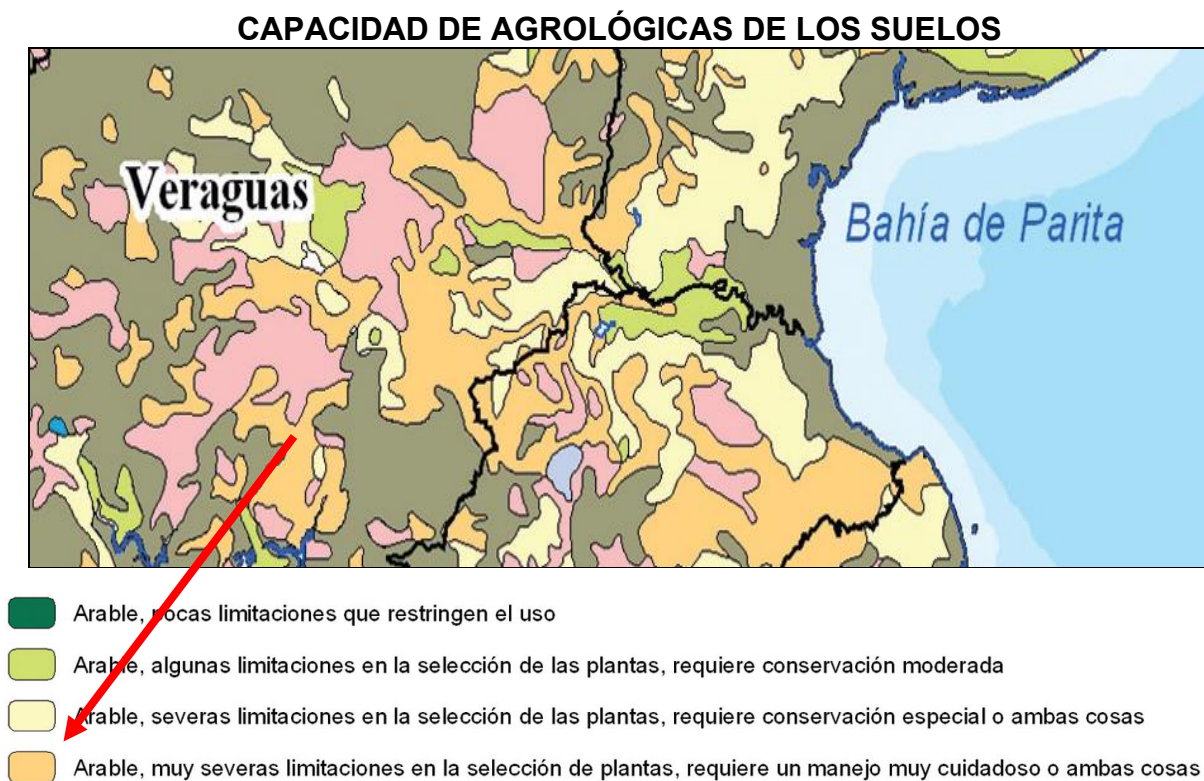 CAPACIDAD DE AGROLÓGICAS DE LOS SUELOS
Veraguas
Bahía de Parita
Arable, pocas limitaciones que restringen el uso
Arable, algunas limitaciones en la selección de las plantas, requiere conservación moderada
Arable, severas limitaciones en la selección de las plantas, requiere conservación especial o ambas cosas
Arable, muy severas limitaciones en la selección de plantas, requiere un manejo muy cuidadoso o ambas cosas